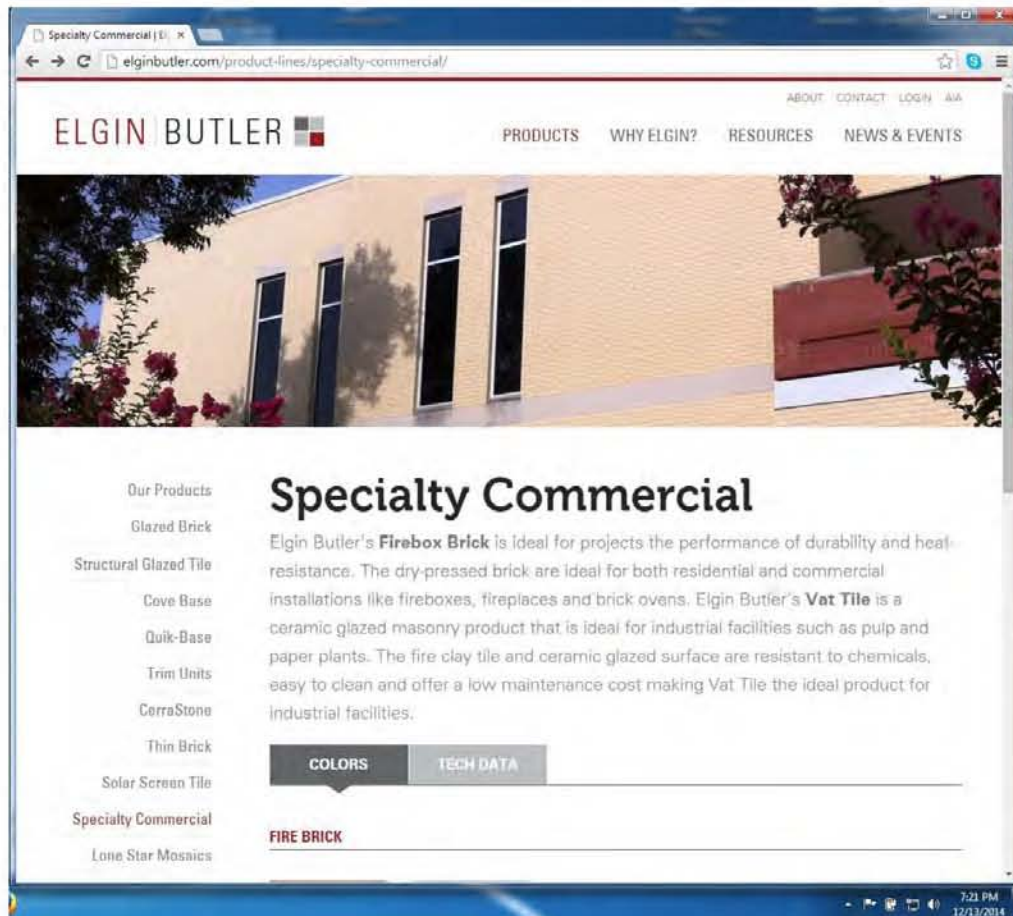 Specialty Commercial | El
elginbutler.com/product-lines/specialty-commercial/
ABOUT CONTACT LOGIN AIA
ELGIN BUTLER
PRODUCTS WHY ELGIN? RESOURCES NEWS & EVENTS
Our Products
Glazed Brick
Structural Glazed Tile
Cove Base
Quik-Base
Trim Units
CerraStone
Thin Brick
Solar Screen Tile
Specialty Commercial
Lone Star Mosaics
Specialty Commercial
Elgin Butler's Firebox Brick is ideal for projects the performance of durability and heat-
resistance. The dry-pressed brick are ideal for both residential and commercial
installations like fireboxes, fireplaces and brick ovens. Elgin Butler's Vat Tile is a
ceramic glazed masonry product that is ideal for industrial facilities such as pulp and
paper plants. The fire clay tile and ceramic glazed surface are resistant to chemicals,
easy to clean and offer a low maintenance cost making Vat Tile the ideal product for
industrial facilities.
COLORS TECH DATA
FIRE BRICK
7:21 PM
12/13/2014